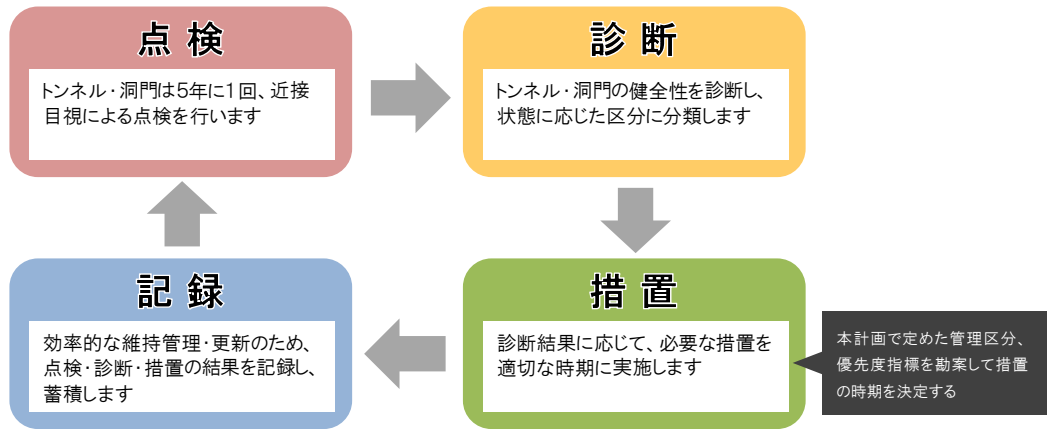 点検
トンネル・洞門は5年に1回、近接
目視による点検を行います
診断
トンネル・洞門の健全性を診断し、
状態に応じた区分に分類します
措置
診断結果に応じて、必要な措置を
適切な時期に実施します
本計画で定めた管理区分、
優先度指標を勘案して措置
の時期を決定する
記録
効率的な維持管理・更新のため、
点検・診断・措置の結果を記録し、
蓄積します